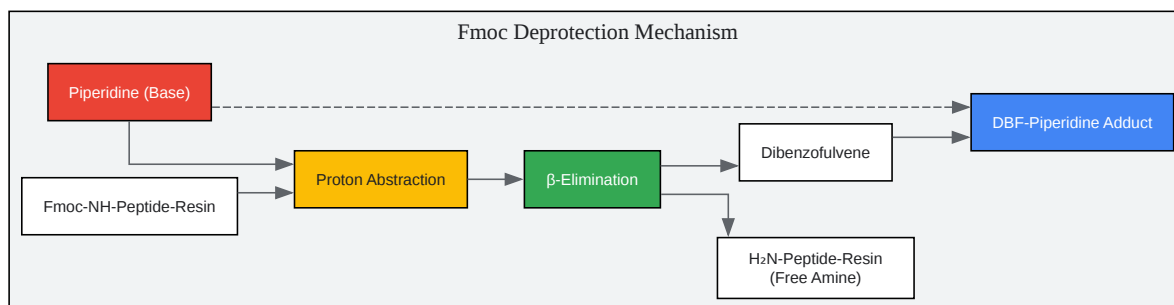 Fmoc Deprotection Mechanism
Piperidine (Base)
DBF-Piperidine Adduct
Dibenzofulvene
Proton Abstraction
β-Elimination
Fmoc-NH-Peptide-Resin
H₂N-Peptide-Resin
(Free Amine)